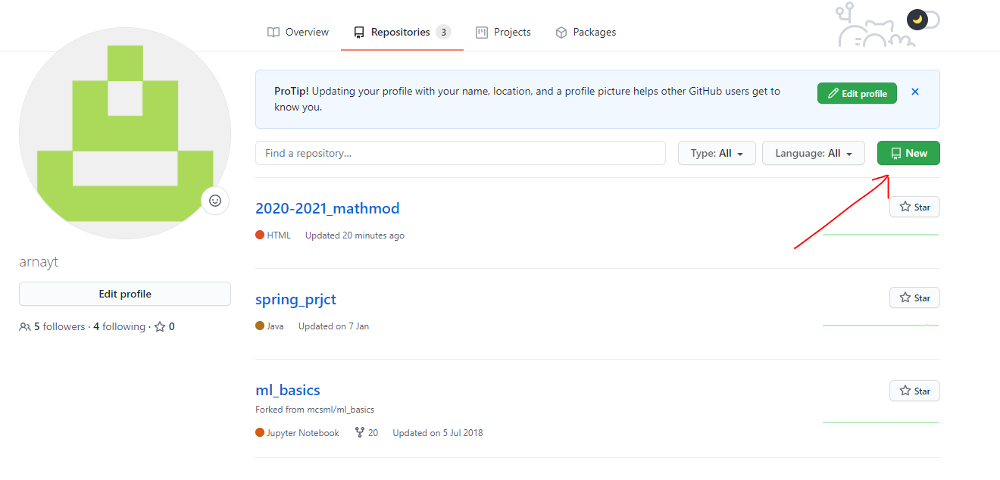 Overview
Repositories 3
Projects
Packages
ProTip! Updating your profile with your name, location, and a profile picture helps other GitHub users get to
know you.
Edit profile
Find a repository...
Type: All
Language: All
New
2020-2021_mathmod
Star
HTML Updated 20 minutes ago
arnayt
Edit profile
5 followers · 4 following · 0
spring_prjct
Star
Java Updated on 7 Jan
ml_basics
Star
Forked from mcsml/ml_basics
Jupyter Notebook 20 Updated on 5 Jul 2018